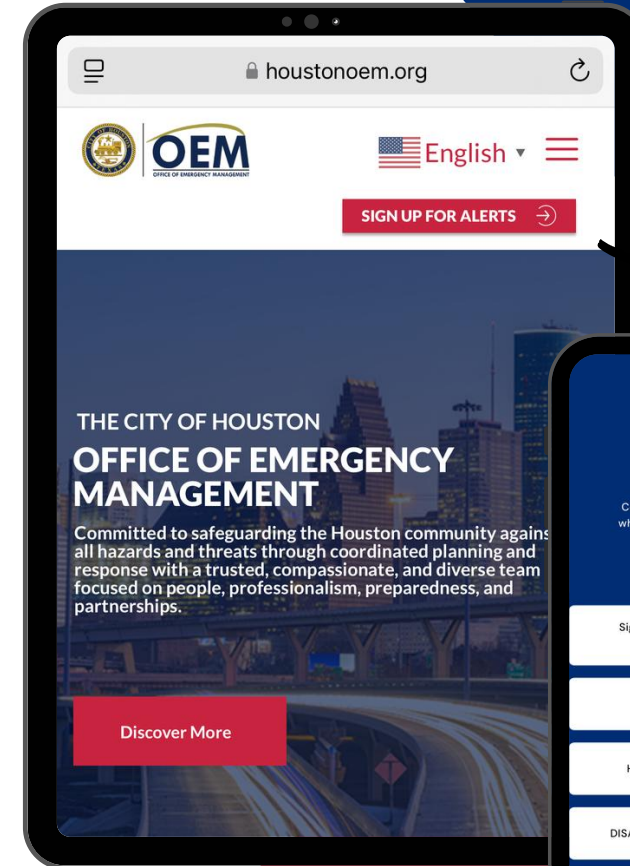 houstonoem.org
OEM
OFFICE OF EMERGENCY MANAGEMENT
English
SIGN UP FOR ALERTS
THE CITY OF HOUSTON
OFFICE OF EMERGENCY
MANAGEMENT
Committed to safeguarding the Houston community agains
all hazards and threats through coordinated planning and
response with a trusted, compassionate, and diverse team
focused on people, professionalism, preparedness, and
partnerships.
Discover More